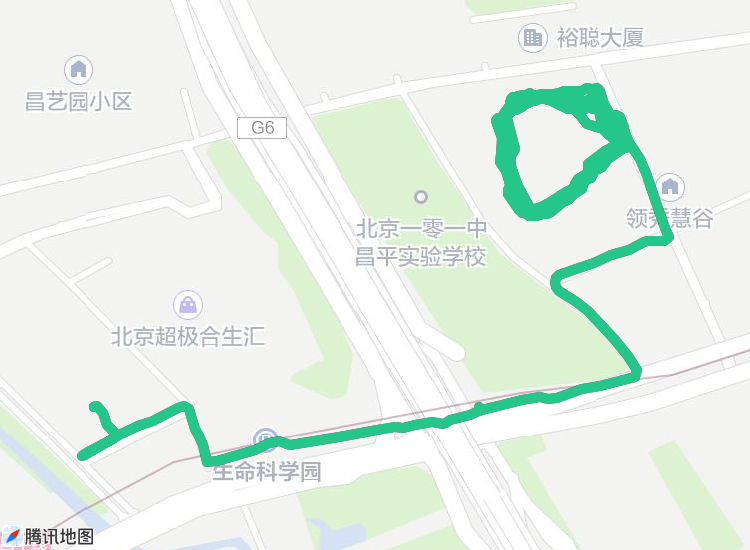 裕聪大厦
昌艺园小区
G6
北京一零一中
昌平实验学校
领秀慧谷
北京超极合生汇
生命科学园
腾讯地图